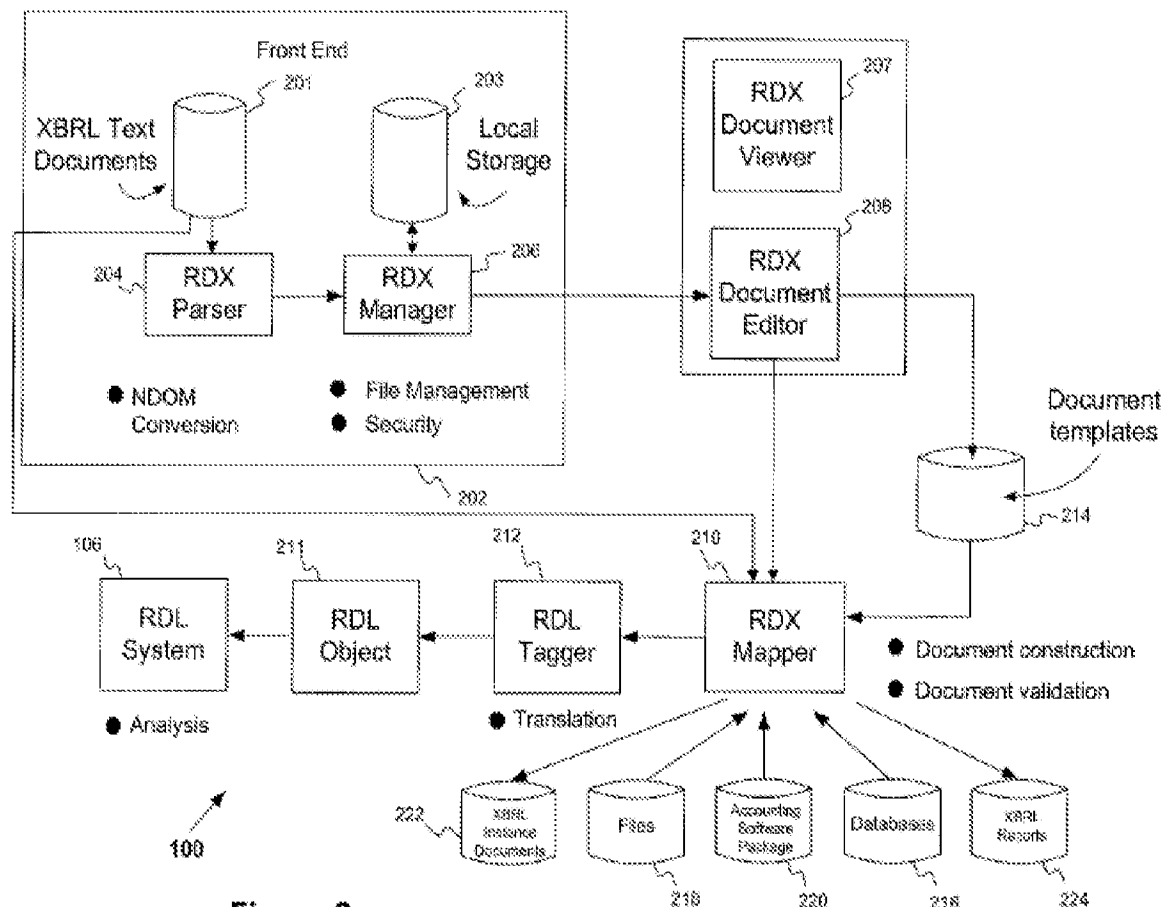 Front End
201
203
XBRL Text
Documents
Local
Storage
204
RDX
Parser
206
RDX
Manager
● NDOM
Conversion
● File Management
● Security
202
207
RDX
Document
Viewer
208
RDX
Document
Editor
Document
templates
214
106
RDL
System
● Analysis
211
RDL
Object
212
RDL
Tagger
● Translation
210
RDX
Mapper
● Document construction
● Document validation
100
222
XBRL
Instance
Documents
Files
218
Accounting
Software
Package
220
Databases
216
XBRL
Reports
224